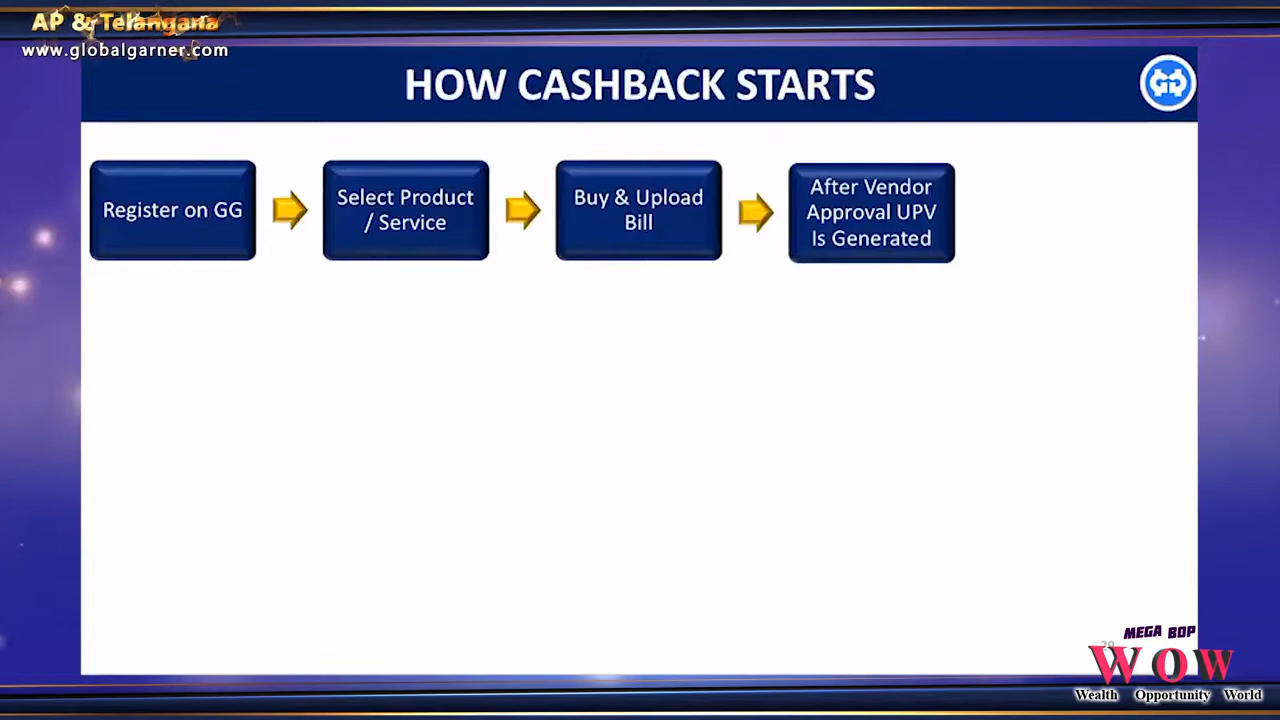 AP & Telangana
www.globalgarner.com
HOW CASHBACK STARTS
GG
Register on GG
Select Product
/ Service
Buy & Upload
Bill
After Vendor
Approval UPV
Is Generated
MEGA BOP
WOW
Wealth Opportunity World